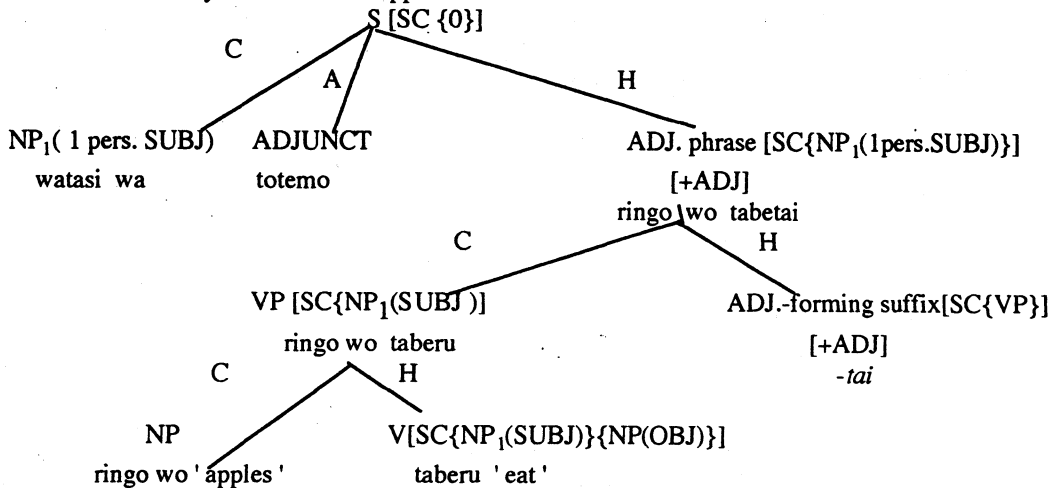 S [SC {0}]
C
A
H
NP₁( 1 pers. SUBJ)
ADJUNCT
ADJ. phrase [SC{NP₁(1pers.SUBJ)}]
watasi wa
totemo
[+ADJ]
ringo wo tabetai
C
H
VP [SC{NP₁(SUBJ )}]
ADJ.-forming suffix[SC{VP}]
ringo wo taberu
[+ADJ]
-tai
C
H
NP
V[SC{NP₁(SUBJ)}{NP(OBJ)}]
ringo wo ' apples '
taberu ' eat '